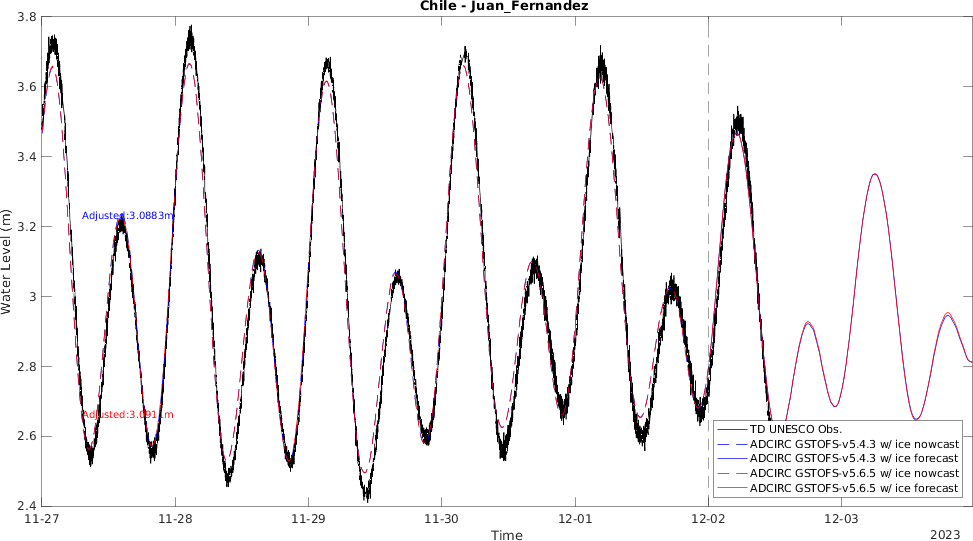 Chile - Juan_Fernandez
3.8
3.6
3.4
3.2
3
2.8
2.6
2.4
Water Level (m)
Adjusted:3.0883m
Adjusted:3.0911m
TD UNESCO Obs.
ADCIRC GSTOFS-v5.4.3 w/ ice nowcast
ADCIRC GSTOFS-v5.4.3 w/ ice forecast
ADCIRC GSTOFS-v5.6.5 w/ ice nowcast
ADCIRC GSTOFS-v5.6.5 w/ ice forecast
11-27 11-28 11-29 11-30 12-01 12-02 12-03
Time
2023